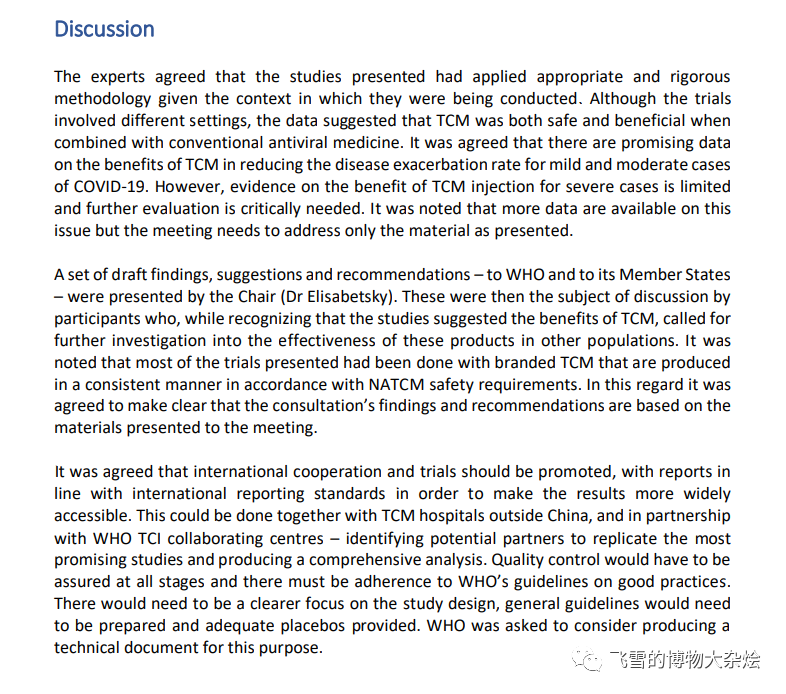 Discussion
The experts agreed that the studies presented had applied appropriate and rigorous
methodology given the context in which they were being conducted. Although the trials
involved different settings, the data suggested that TCM was both safe and beneficial when
combined with conventional antiviral medicine. It was agreed that there are promising data
on the benefits of TCM in reducing the disease exacerbation rate for mild and moderate cases
of COVID-19. However, evidence on the benefit of TCM injection for severe cases is limited
and further evaluation is critically needed. It was noted that more data are available on this
issue but the meeting needs to address only the material as presented.
A set of draft findings, suggestions and recommendations – to WHO and to its Member States
– were presented by the Chair (Dr Elisabetsky). These were then the subject of discussion by
participants who, while recognizing that the studies suggested the benefits of TCM, called for
further investigation into the effectiveness of these products in other populations. It was
noted that most of the trials presented had been done with branded TCM that are produced
in a consistent manner in accordance with NATCM safety requirements. In this regard it was
agreed to make clear that the consultation's findings and recommendations are based on the
materials presented to the meeting.
It was agreed that international cooperation and trials should be promoted, with reports in
line with international reporting standards in order to make the results more widely
accessible. This could be done together with TCM hospitals outside China, and in partnership
with WHO TCI collaborating centres – identifying potential partners to replicate the most
promising studies and producing a comprehensive analysis. Quality control would have to be
assured at all stages and there must be adherence to WHO's guidelines on good practices.
There would need to be a clearer focus on the study design, general guidelines would need
to be prepared and adequate placebos provided. WHO was asked to consider producing a
technical document for this purpose.
飞雪的博物大杂烩